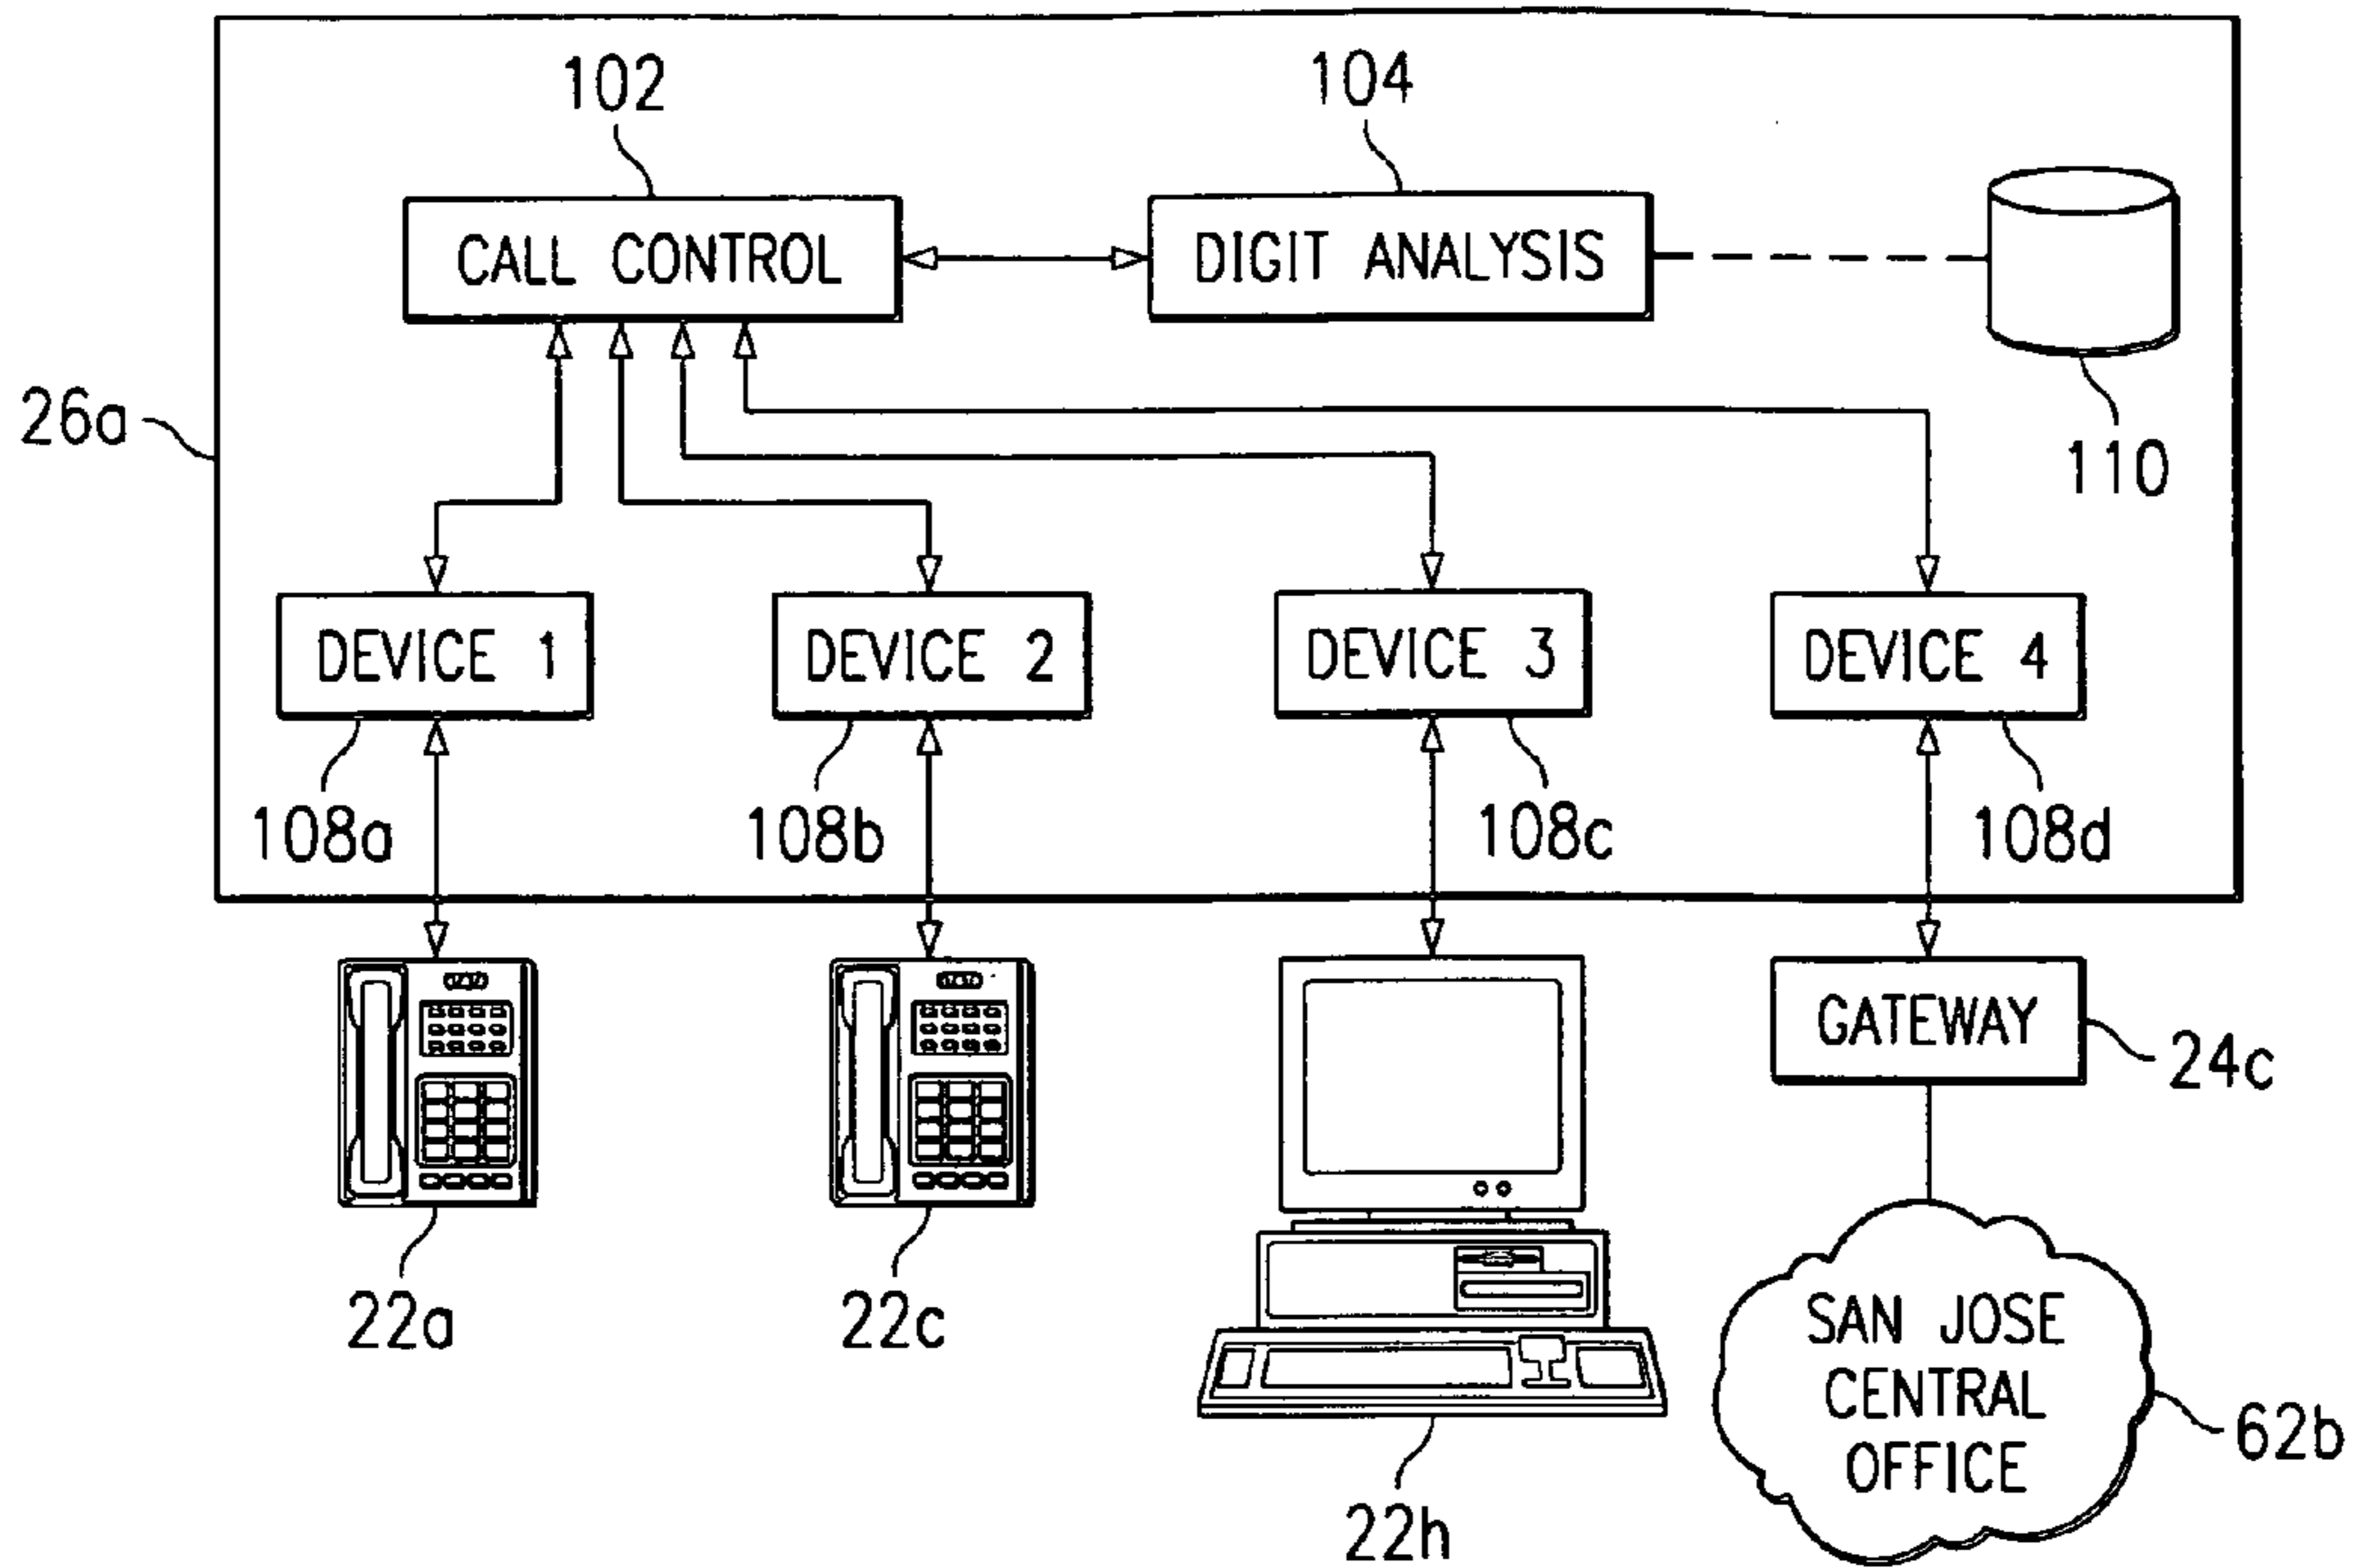 102
104
CALL CONTROL
DIGIT ANALYSIS
26a
110
DEVICE 1
DEVICE 2
DEVICE 3
DEVICE 4
108a
108b
108c
108d
GATEWAY
24c
22a
22c
SAN JOSE
CENTRAL
OFFICE
62b
22h